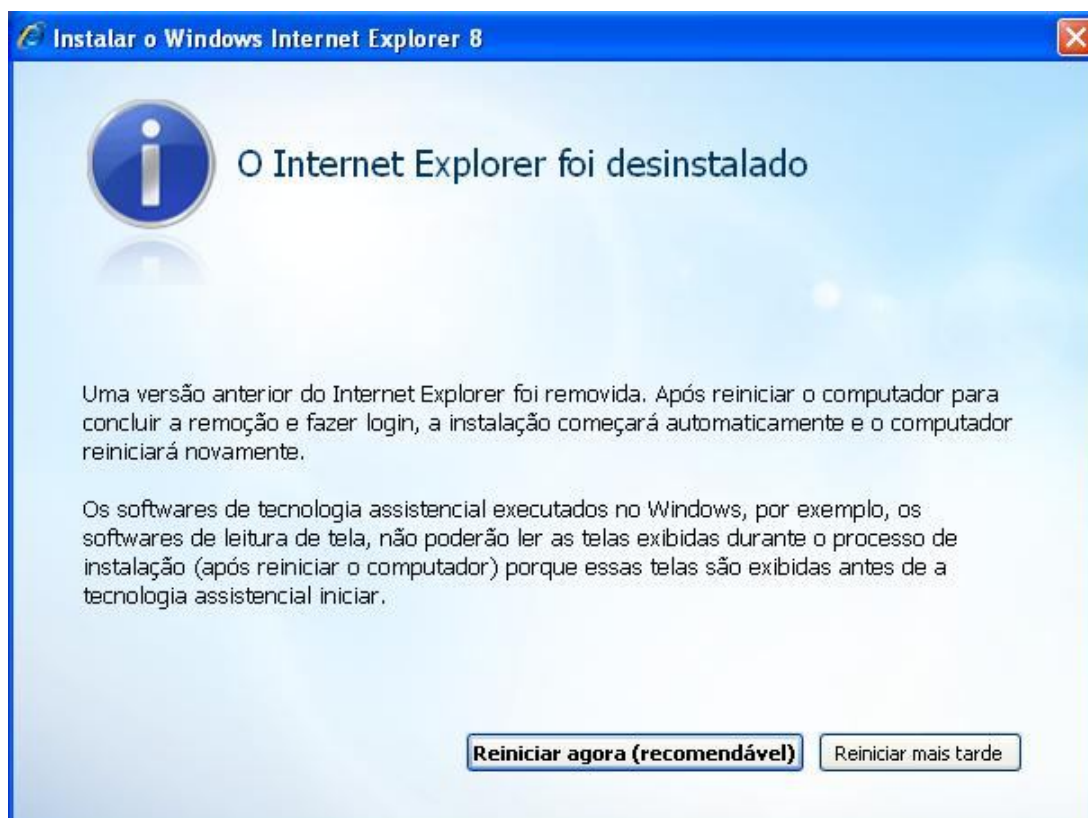 Instalar o Windows Internet Explorer 8
O Internet Explorer foi desinstalado
Uma versão anterior do Internet Explorer foi removida. Após reiniciar o computador para
concluir a remoção e fazer login, a instalação começará automaticamente e o computador
reiniciará novamente.
Os softwares de tecnologia assistencial executados no Windows, por exemplo, os
softwares de leitura de tela, não poderão ler as telas exibidas durante o processo de
instalação (após reiniciar o computador) porque essas telas são exibidas antes de a
tecnologia assistencial iniciar.
Reiniciar agora (recomendável) Reiniciar mais tarde